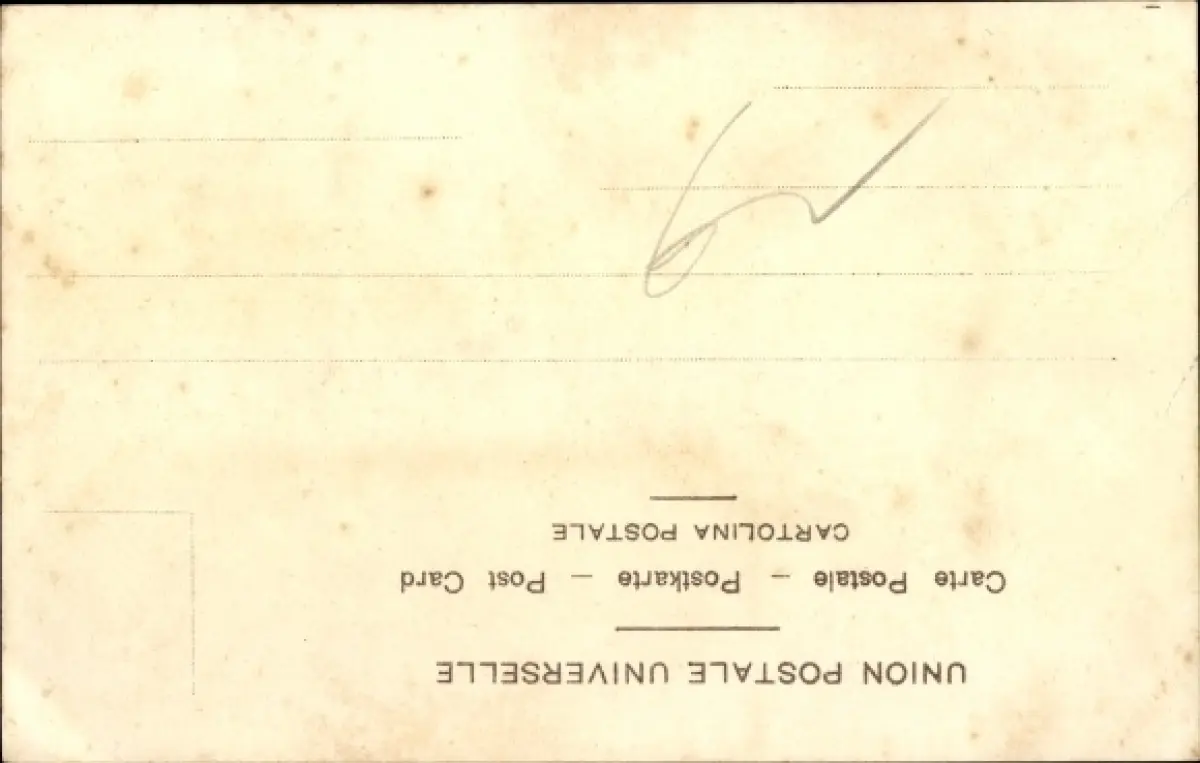 UNION POSTALE UNIVERSELLE
Carte Postale — Postkarte — Post Card
CARTOLINA POSTALE